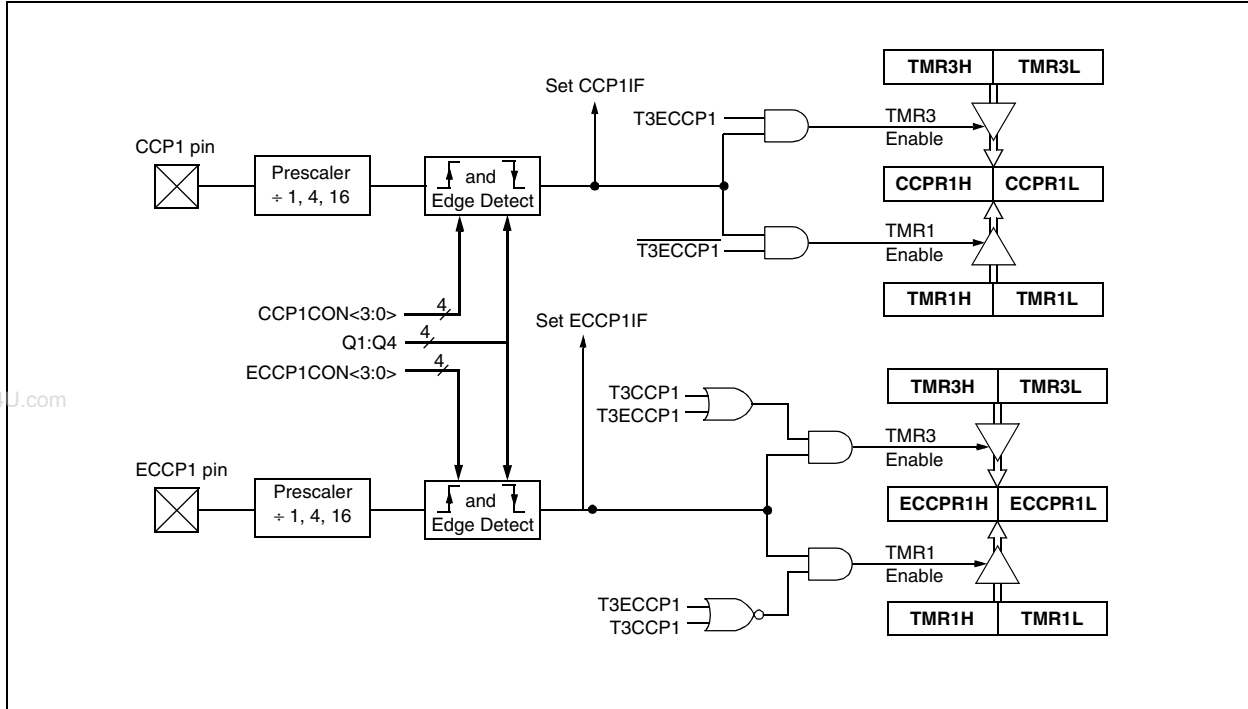 TMR3H TMR3L
Set CCP1IF
T3ECCP1
TMR3
Enable
CCP1 pin
Prescaler
÷ 1, 4, 16
and
Edge Detect
CCPR1H CCPR1L
T3ECCP1
TMR1
Enable
TMR1H TMR1L
CCP1CON<3:0> 4
Q1:Q4 4
ECCP1CON<3:0> 4
Set ECCP1IF
TMR3H TMR3L
T3CCP1
T3ECCP1
TMR3
Enable
ECCP1 pin
Prescaler
÷ 1, 4, 16
and
Edge Detect
ECCPR1H ECCPR1L
TMR1
Enable
T3ECCP1
T3CCP1
TMR1H TMR1L
4U.com